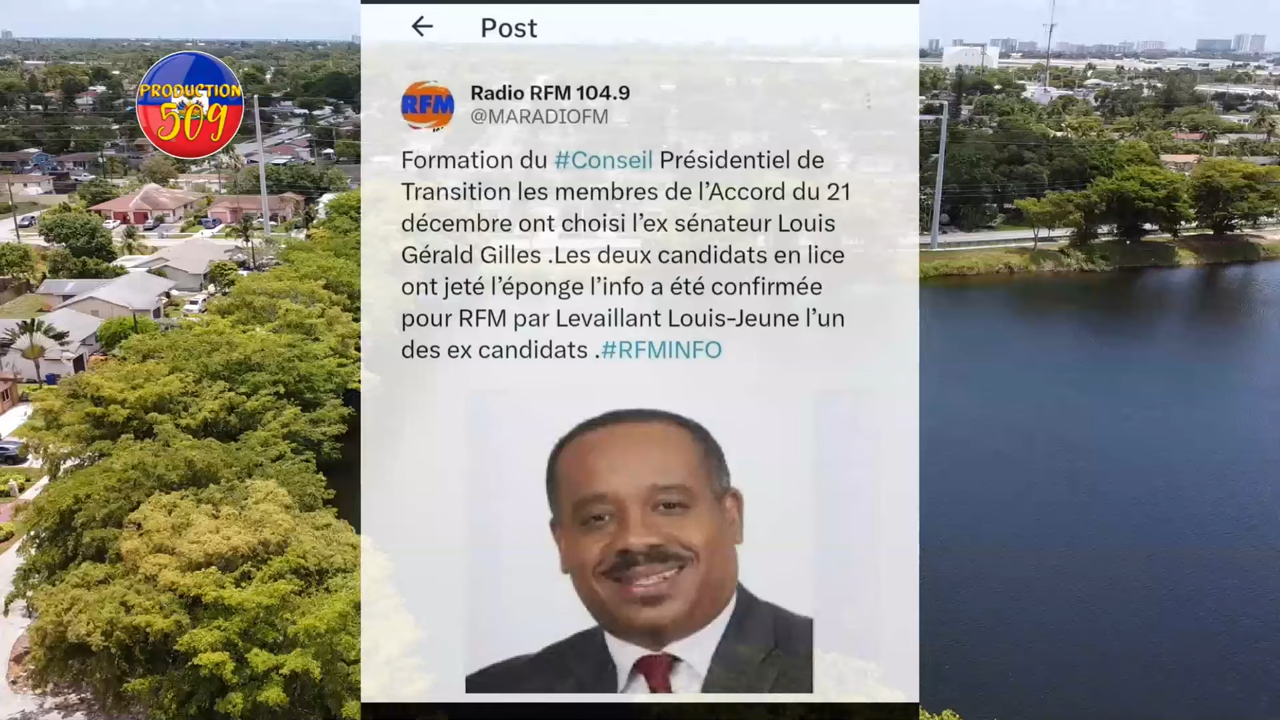 PRODUCTION
509
Post
RFM
Radio RFM 104.9
@MARADIOFM
Formation du #Conseil Présidentiel de
Transition les membres de l’Accord du 21
décembre ont choisi l’ex sénateur Louis
Gérald Gilles .Les deux candidats en lice
ont jeté l’éponge l’info a été confirmée
pour RFM par Levaillant Louis-Jeune l’un
des ex candidats .#RFMINFO